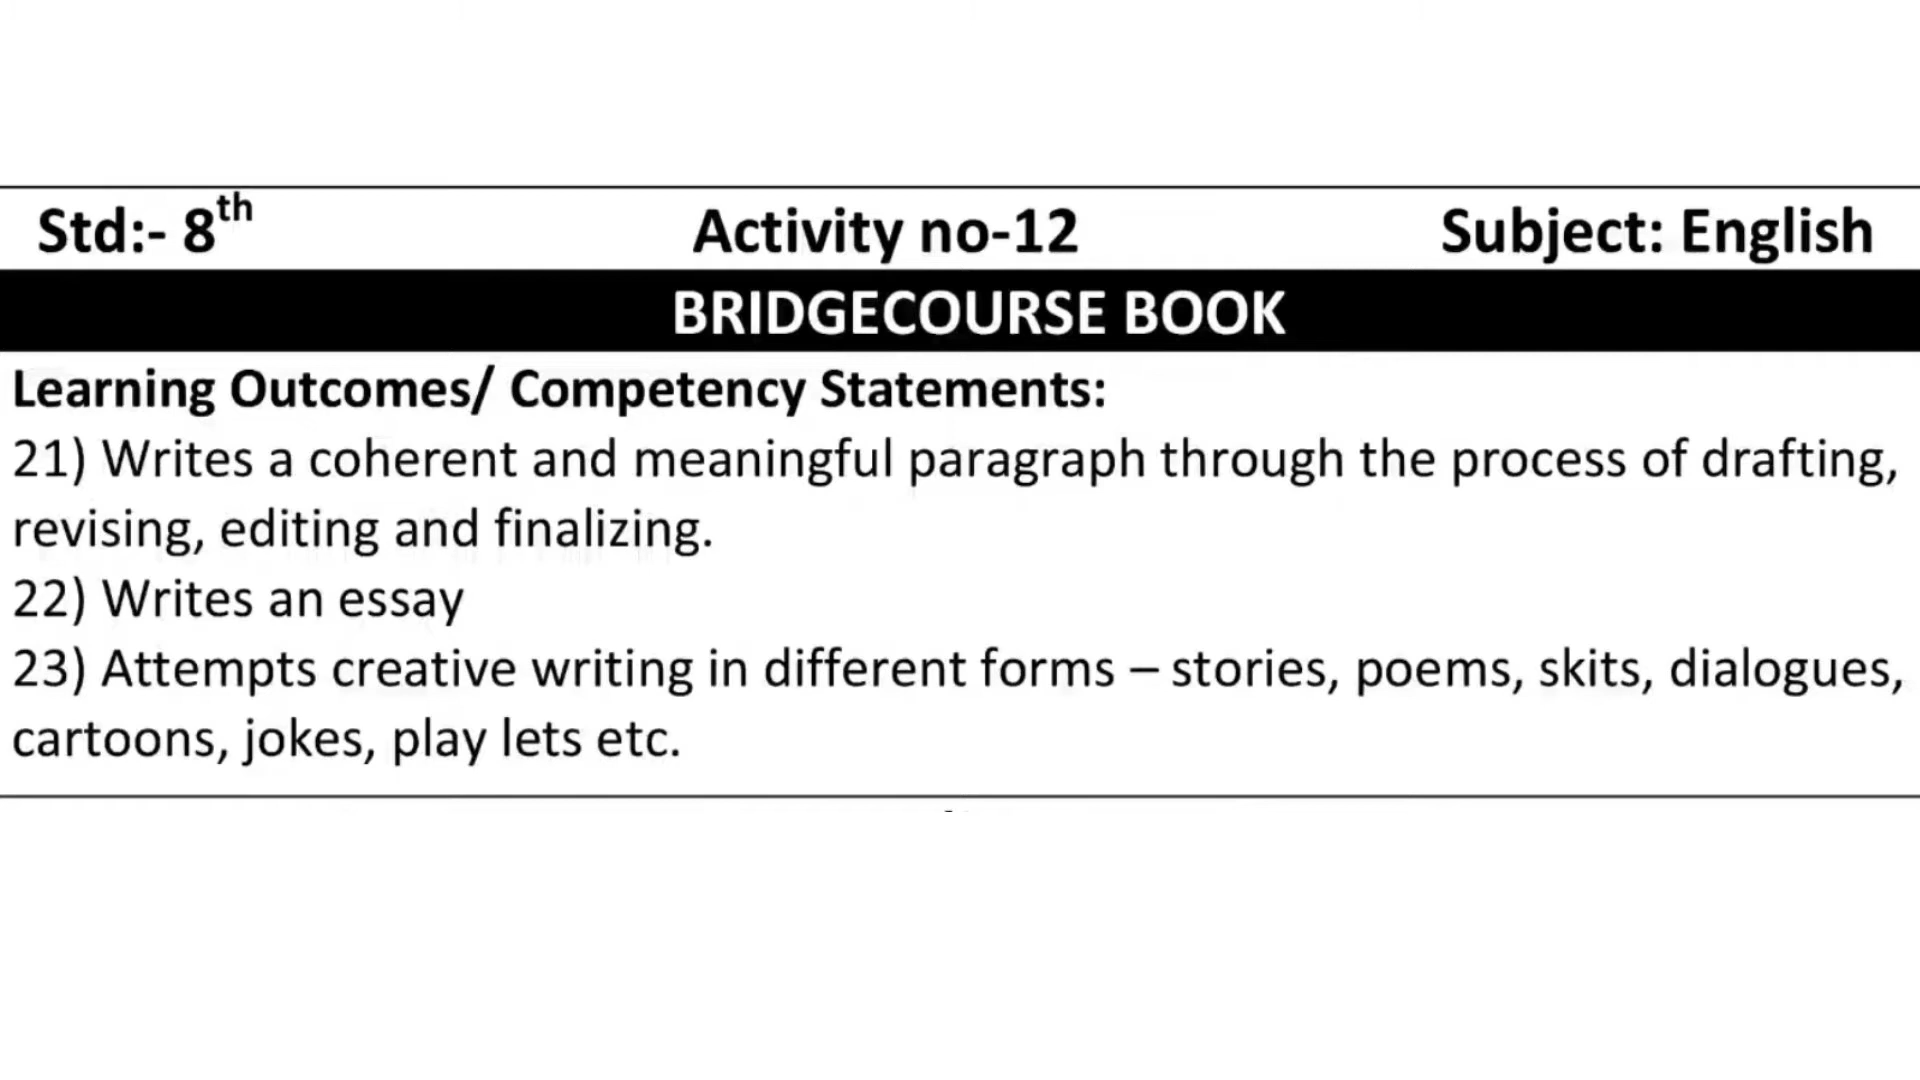 Std:- 8th Activity no-12 Subject: English
BRIDGECOURSE BOOK
Learning Outcomes/ Competency Statements:
21) Writes a coherent and meaningful paragraph through the process of drafting,
revising, editing and finalizing.
22) Writes an essay
23) Attempts creative writing in different forms – stories, poems, skits, dialogues,
cartoons, jokes, play lets etc.